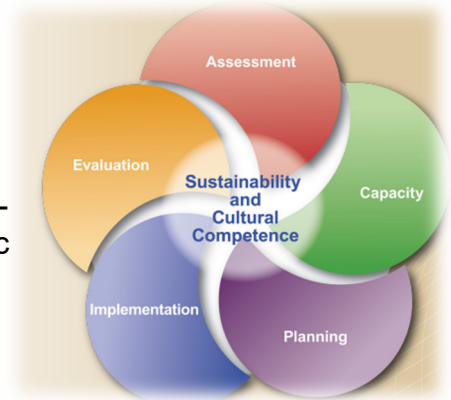 Assessment
Evaluation
Capacity
Sustainability
and
Cultural
Competence
Implementation
Planning